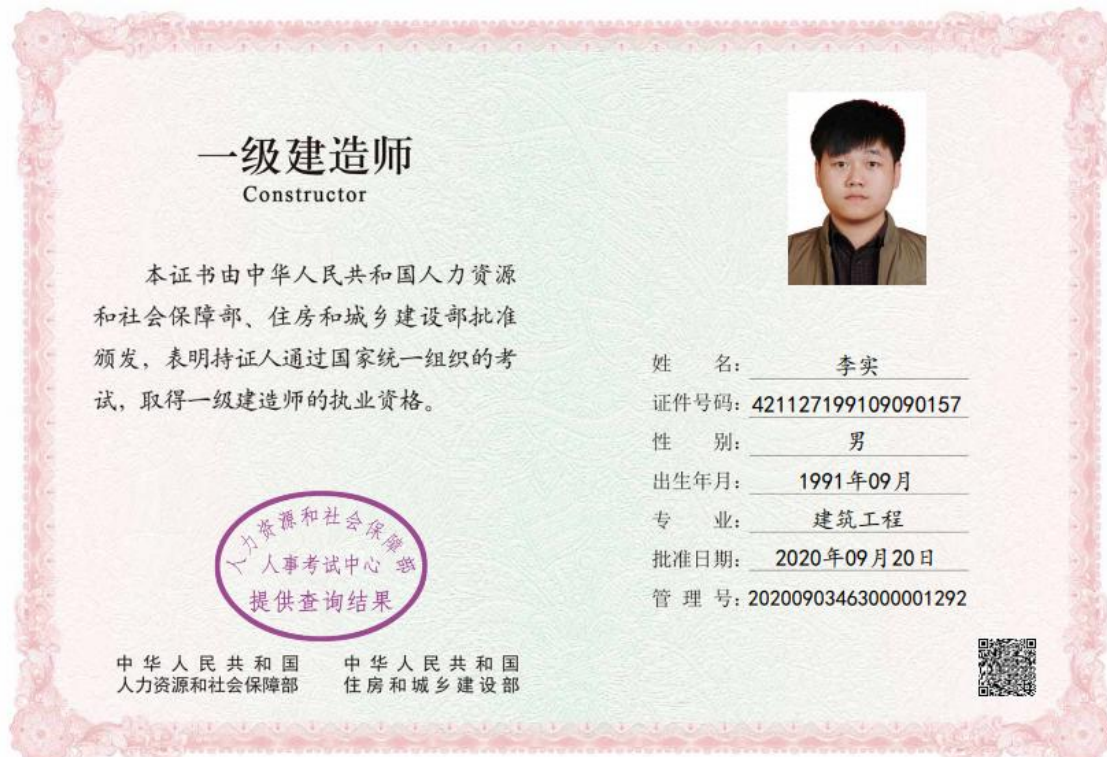 一级建造师
Constructor
本证书由中华人民共和国人力资源
和社会保障部、住房和城乡建设部批准
颁发，表明持证人通过国家统一组织的考
试，取得一级建造师的执业资格。
人力资源和社会保障部
人事考试中心
提供查询结果
中华人民共和国
人力资源和社会保障部
中华人民共和国
住房和城乡建设部
姓 名：李实
证件号码：421127199109090157
性 别：男
出生年月：1991年09月
专 业：建筑工程
批准日期：2020年09月20日
管 理 号：20200903463000001292